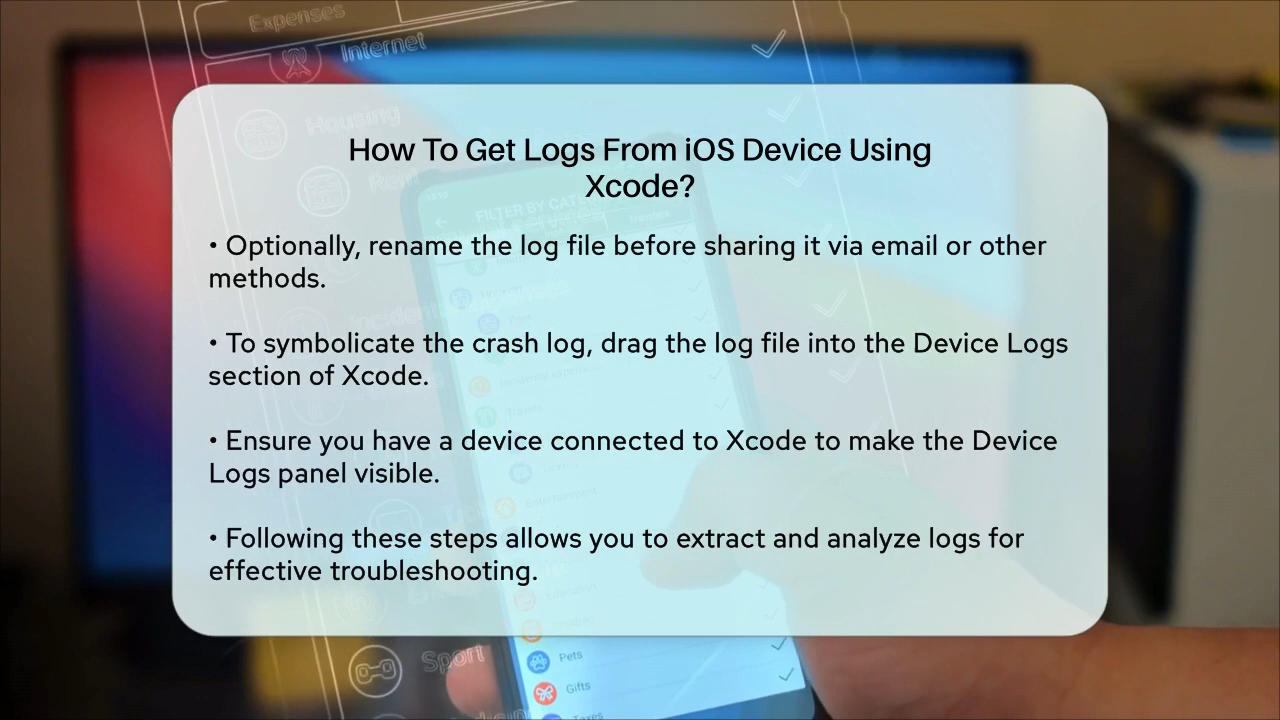 Expenses
Internet
Housing
How To Get Logs From iOS Device Using
Xcode?
• Optionally, rename the log file before sharing it via email or other
methods.
• To symbolicate the crash log, drag the log file into the Device Logs
section of Xcode.
• Ensure you have a device connected to Xcode to make the Device
Logs panel visible.
• Following these steps allows you to extract and analyze logs for
effective troubleshooting.
Sport
Pets
Gifts
Taxes